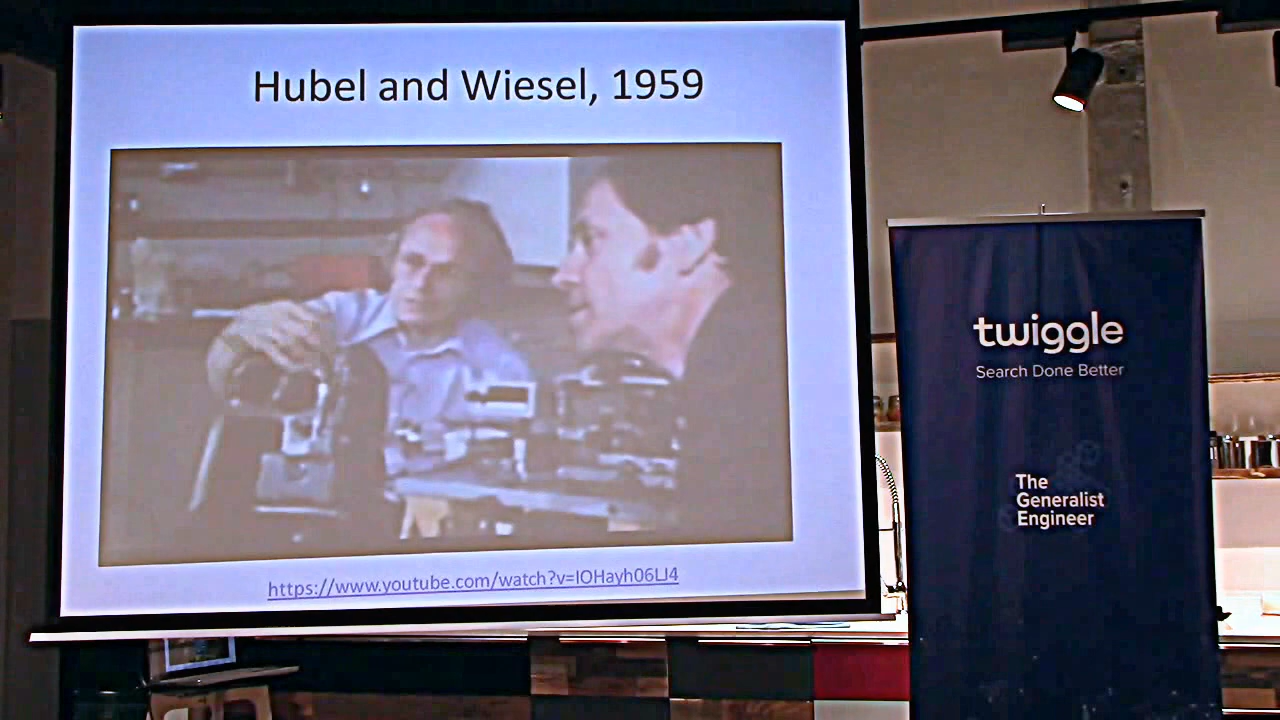 Hubel and Wiesel, 1959
https://www.youtube.com/watch?v=IOHayh06LJ4
twiggle
Search Done Better
The
Generalist
Engineer